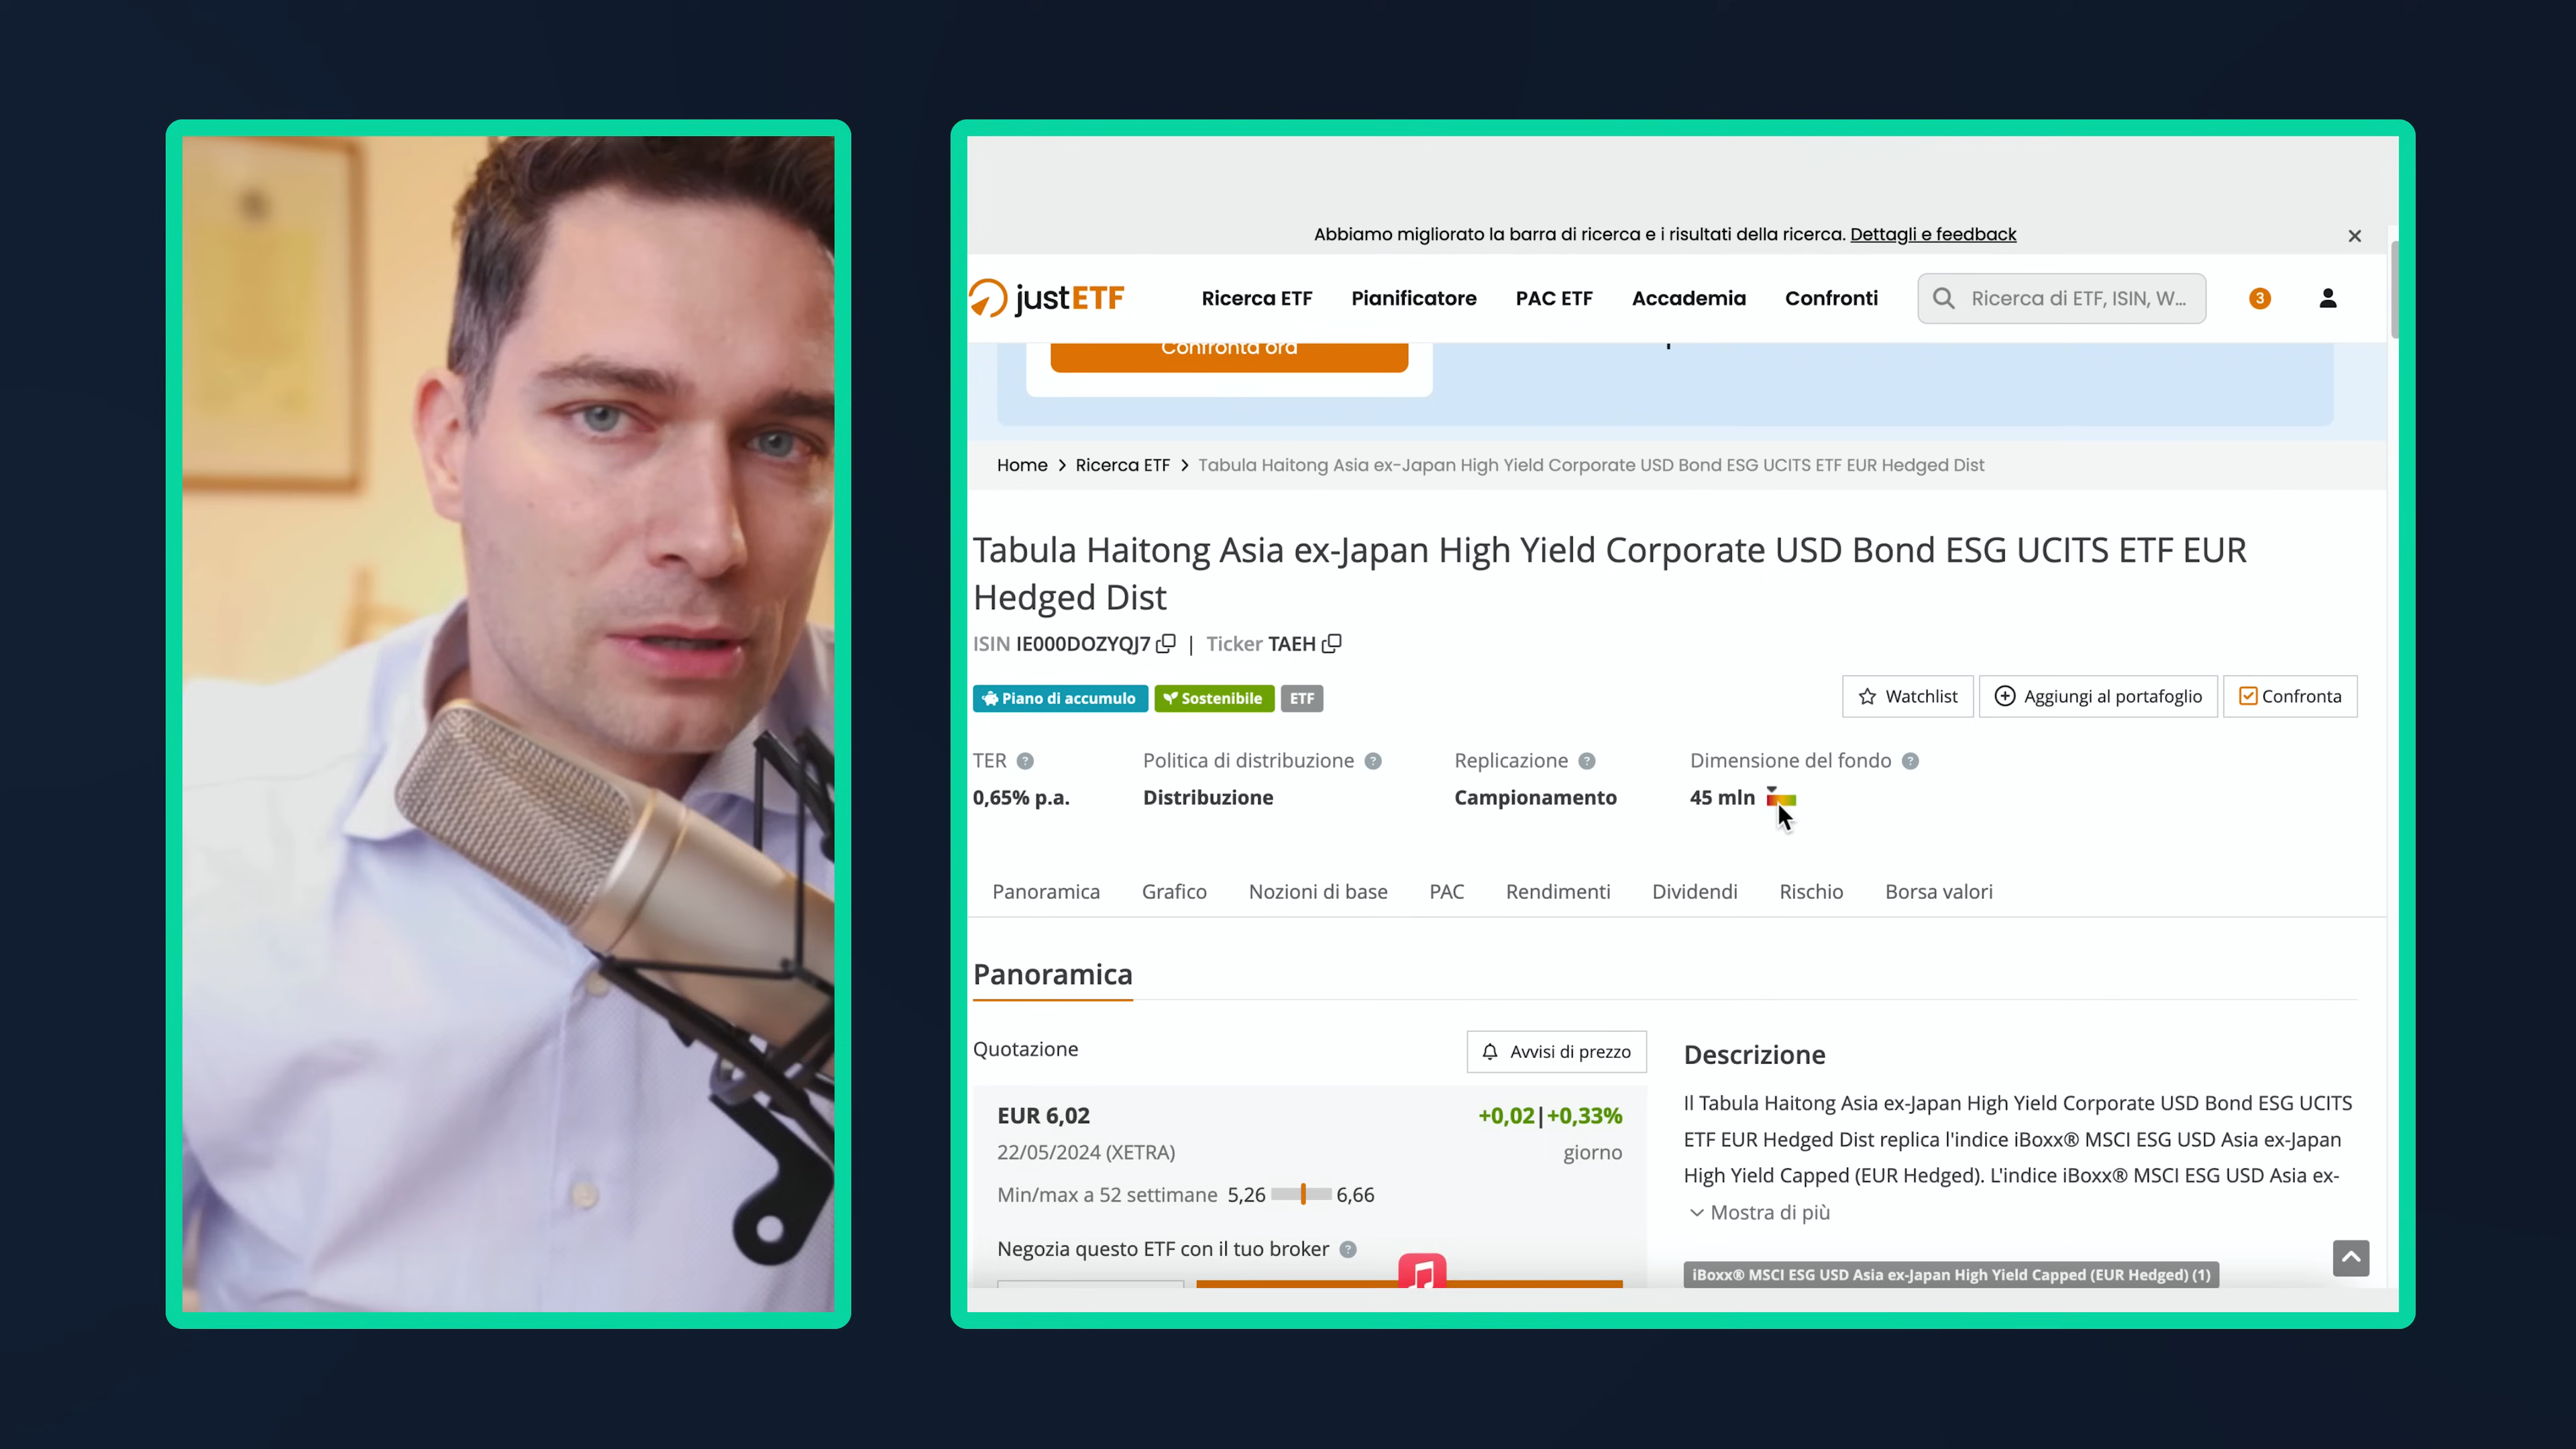 Abbiamo migliorato la barra di ricerca e i risultati della ricerca. Dettagli e feedback
justETF
Ricerca ETF
Pianificatore
PAC ETF
Accademia
Confronti
Ricerca di ETF, ISIN, W...
3
Confronta ora
Home > Ricerca ETF > Tabula Haitong Asia ex-Japan High Yield Corporate USD Bond ESG UCITS ETF EUR Hedged Dist
Tabula Haitong Asia ex-Japan High Yield Corporate USD Bond ESG UCITS ETF EUR
Hedged Dist
ISIN IE000DOZYQJ7 | Ticker TAEH
Piano di accumulo
Sostenibile
ETF
Watchlist
Aggiungi al portafoglio
Confronta
TER
Politica di distribuzione
Replicazione
Dimensione del fondo
0,65% p.a.
Distribuzione
Campionamento
45 mln
Panoramica
Grafico
Nozioni di base
PAC
Rendimenti
Dividendi
Rischio
Borsa valori
Panoramica
Quotazione
Avvisi di prezzo
EUR 6,02
+0,02|+0,33%
22/05/2024 (XETRA)
giorno
Min/max a 52 settimane 5,26 6,66
Negozia questo ETF con il tuo broker
Descrizione
Il Tabula Haitong Asia ex-Japan High Yield Corporate USD Bond ESG UCITS
ETF EUR Hedged Dist replica l'indice iBoxx® MSCI ESG USD Asia ex-Japan
High Yield Capped (EUR Hedged). L'indice iBoxx® MSCI ESG USD Asia ex-
Mostra di più
iBoxx® MSCI ESG USD Asia ex-Japan High Yield Capped (EUR Hedged) (1)